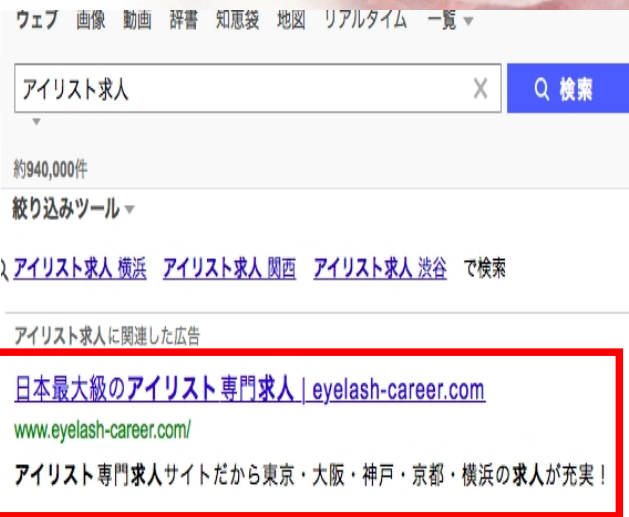 ウェブ 画像 動画 辞書 知恵袋 地図 リアルタイム 一覧
アイリスト求人 検索
約940,000件
絞り込みツール
アイリスト求人 横浜 アイリスト求人 関西 アイリスト求人 渋谷 で検索
アイリスト求人に関連した広告
日本最大級のアイリスト専門求人 | eyelash-career.com
www.eyelash-career.com/
アイリスト専門求人サイトだから東京・大阪・神戸・京都・横浜の求人が充実！